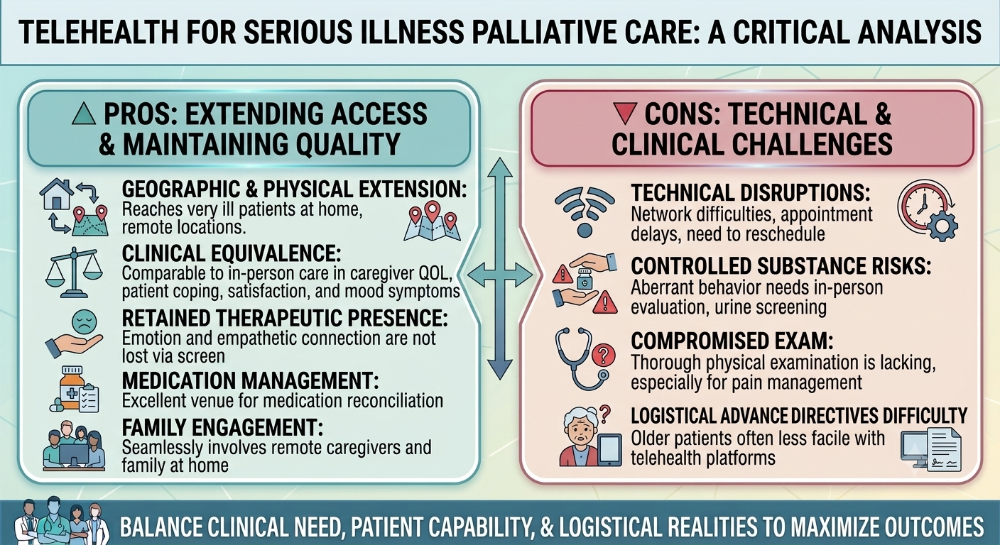 TELEHEALTH FOR SERIOUS ILLNESS PALLIATIVE CARE: A CRITICAL ANALYSIS
PROS: EXTENDING ACCESS
& MAINTAINING QUALITY
GEOGRAPHIC & PHYSICAL EXTENSION:
Reaches very ill patients at home,
remote locations.
CLINICAL EQUIVALENCE:
Comparable to in-person care in caregiver QOL,
patient coping, satisfaction, and mood symptoms
RETAINED THERAPEUTIC PRESENCE:
Emotion and empathetic connection are not
lost via screen
MEDICATION MANAGEMENT:
Excellent venue for medication reconciliation
FAMILY ENGAGEMENT:
Seamlessly involves remote caregivers and
family at home
CONS: TECHNICAL &
CLINICAL CHALLENGES
TECHNICAL DISRUPTIONS:
Network difficulties, appointment
delays, need to reschedule
CONTROLLED SUBSTANCE RISKS:
Aberrant behavior needs in-person
evaluation, urine screening
COMPROMISED EXAM:
Thorough physical examination is lacking,
especially for pain management
LOGISTICAL ADVANCE DIRECTIVES DIFFICULTY
Older patients often less facile with
telehealth platforms
BALANCE CLINICAL NEED, PATIENT CAPABILITY, & LOGISTICAL REALITIES TO MAXIMIZE OUTCOMES